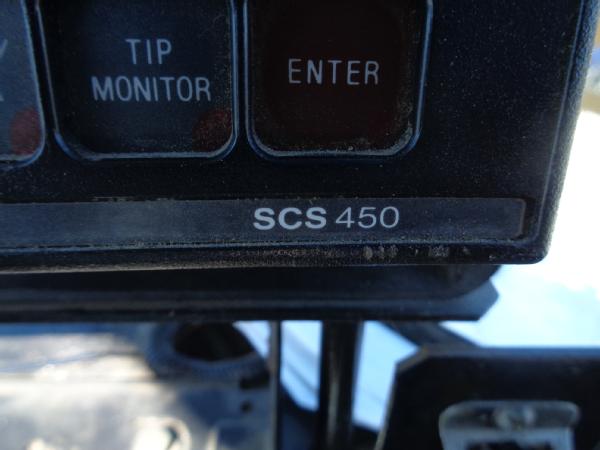 TIP
MONITOR
ENTER
SCS 450